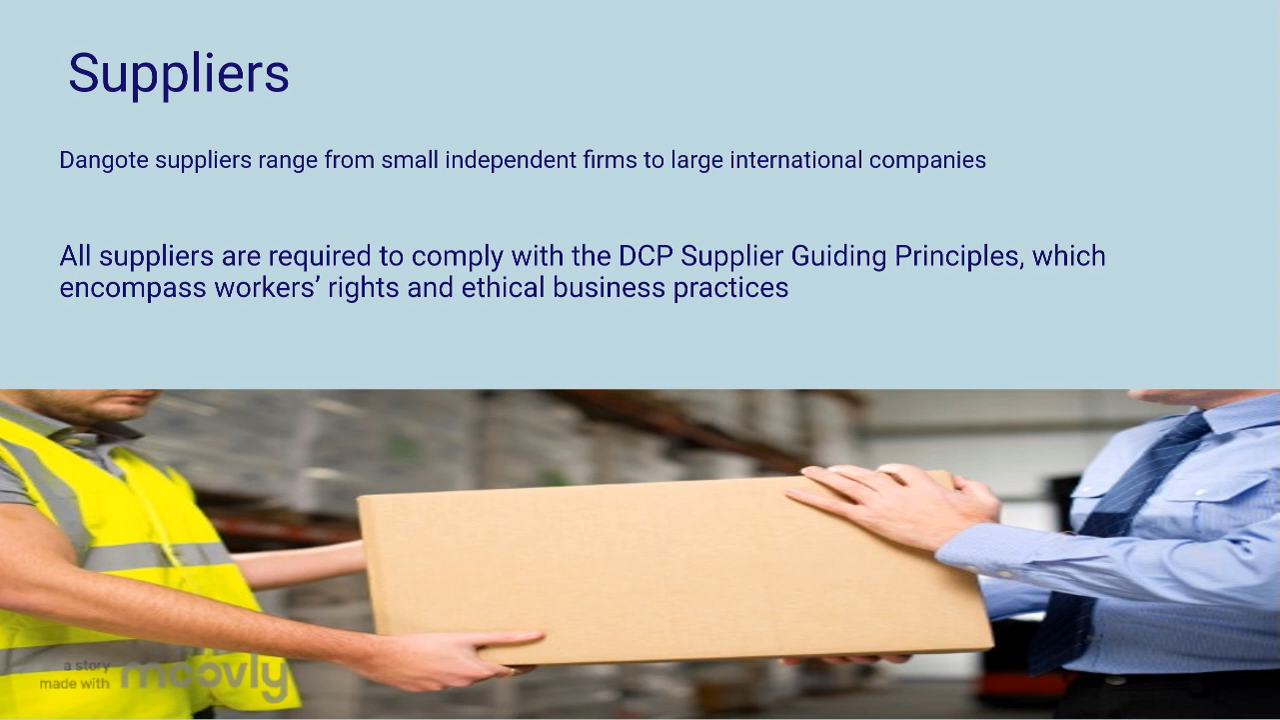 Suppliers
Dangote suppliers range from small independent firms to large international companies
All suppliers are required to comply with the DCP Supplier Guiding Principles, which
encompass workers’ rights and ethical business practices
a story
made with moovly